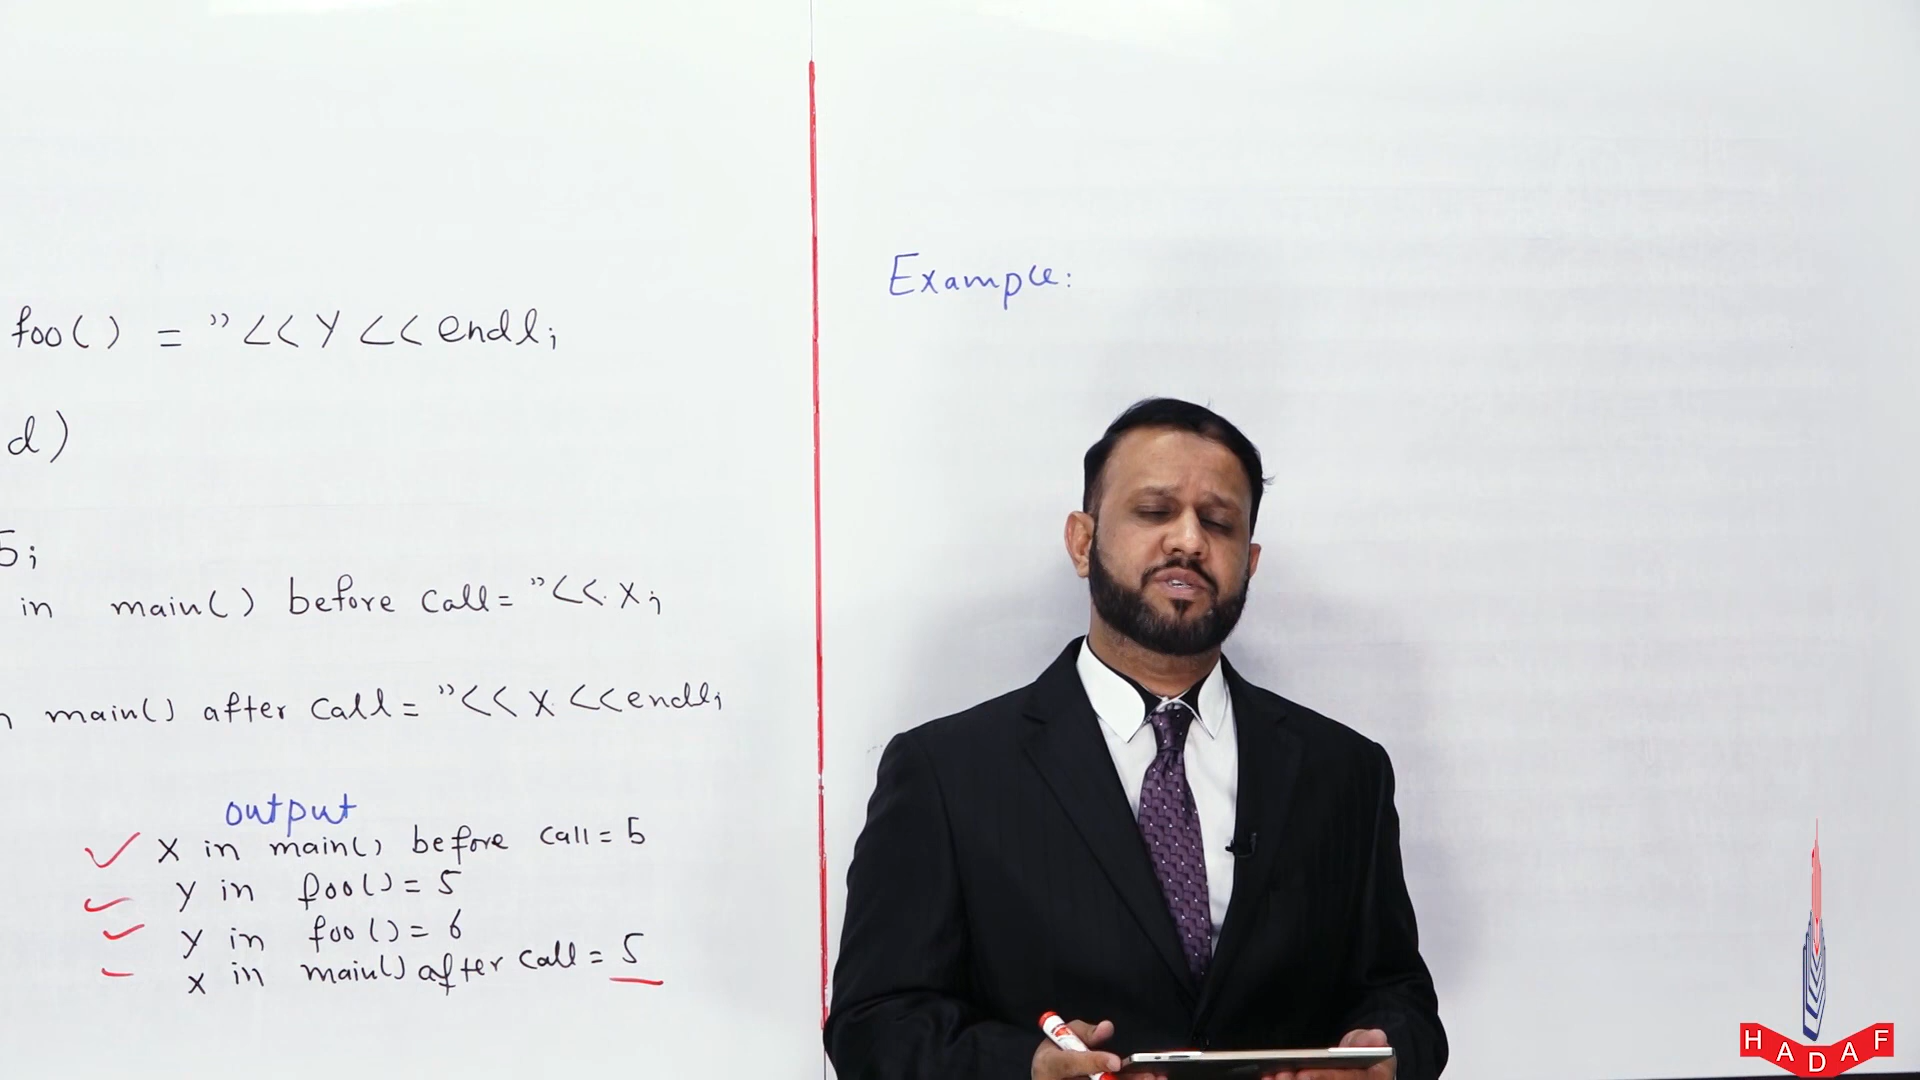 foo() = "<< y << endl;
d)
5;
in main() before call = "<< x;
main() after call = "<< x << endl;
output
x in main() before call = 5
y in foo() = 5
y in foo() = 6
x in main() after call = 5
Example:
HADAF